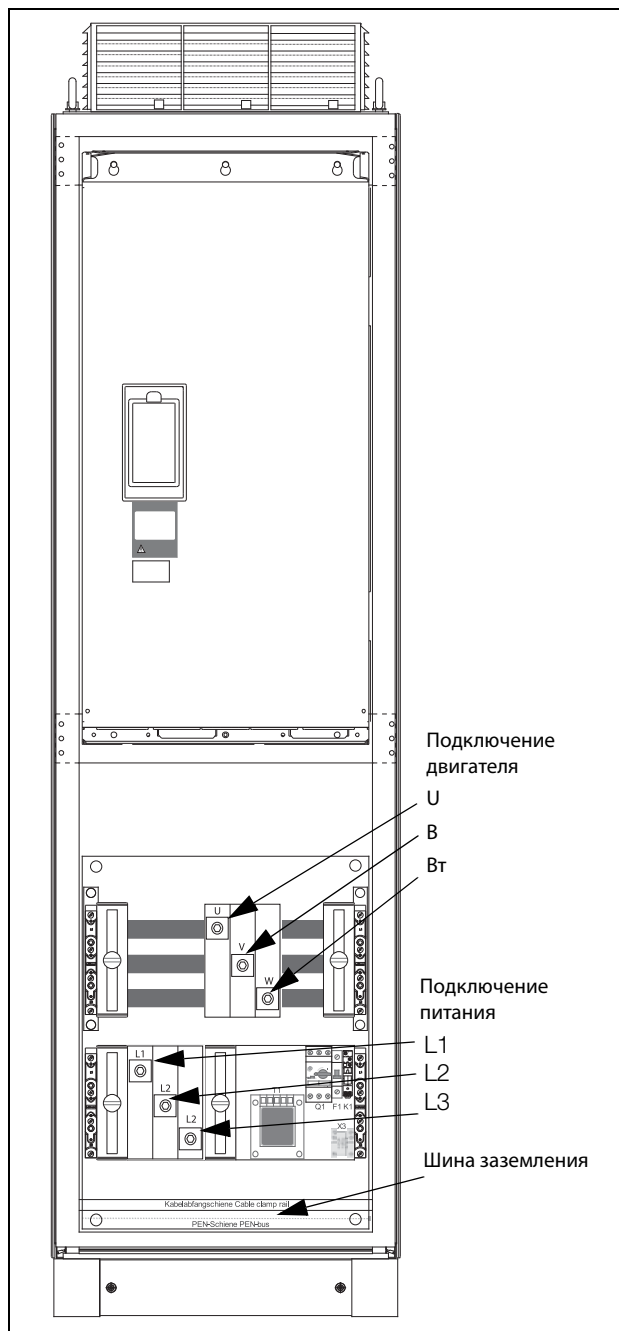 Подключение
двигателя
U
В
Вт
U
V
W
Подключение
питания
L1
L2
L3
L1
L2
L2
T1
Q1 F1 K1
X3
Шина заземления
Kabelabfangschiene Cable clamp rail
PEN-Schiene PEN-bus